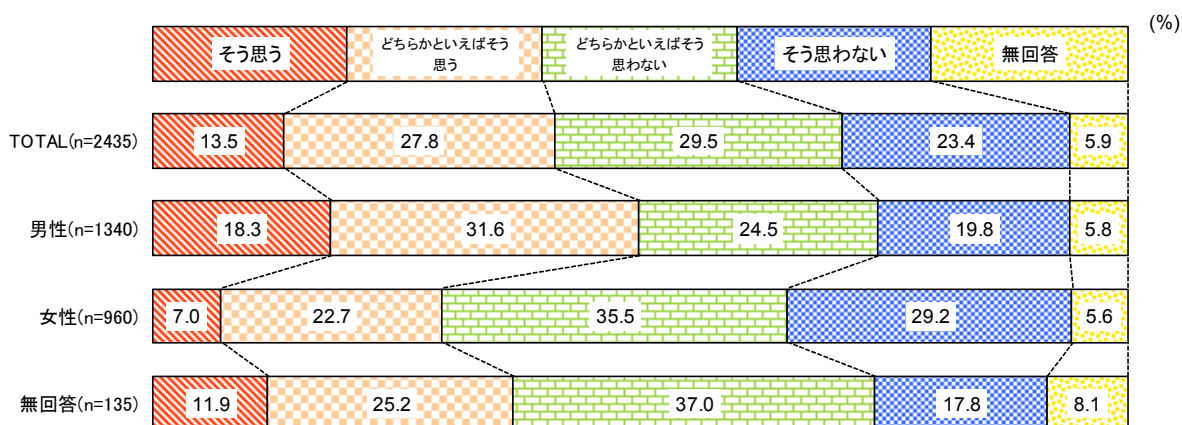 (%)
そう思う
どちらかといえばそう
思う
どちらかといえばそう
思わない
そう思わない
無回答
TOTAL(n=2435) 13.5 27.8 29.5 23.4 5.9
男性(n=1340) 18.3 31.6 24.5 19.8 5.8
女性(n=960) 7.0 22.7 35.5 29.2 5.6
無回答(n=135) 11.9 25.2 37.0 17.8 8.1